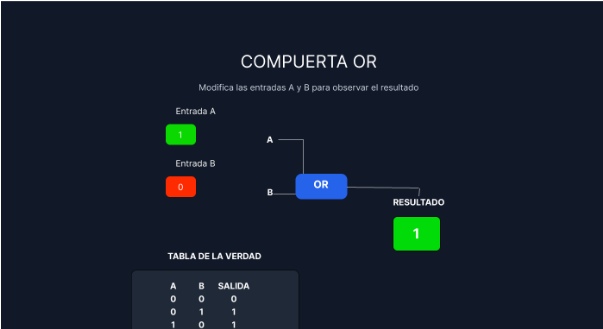 COMPUERTA OR
Modifica las entradas A y B para observar el resultado
Entrada A
1
A
Entrada B
0
OR
B
RESULTADO
1
TABLA DE LA VERDAD
A B SALIDA
0 0 0
0 1 1
1 0 1